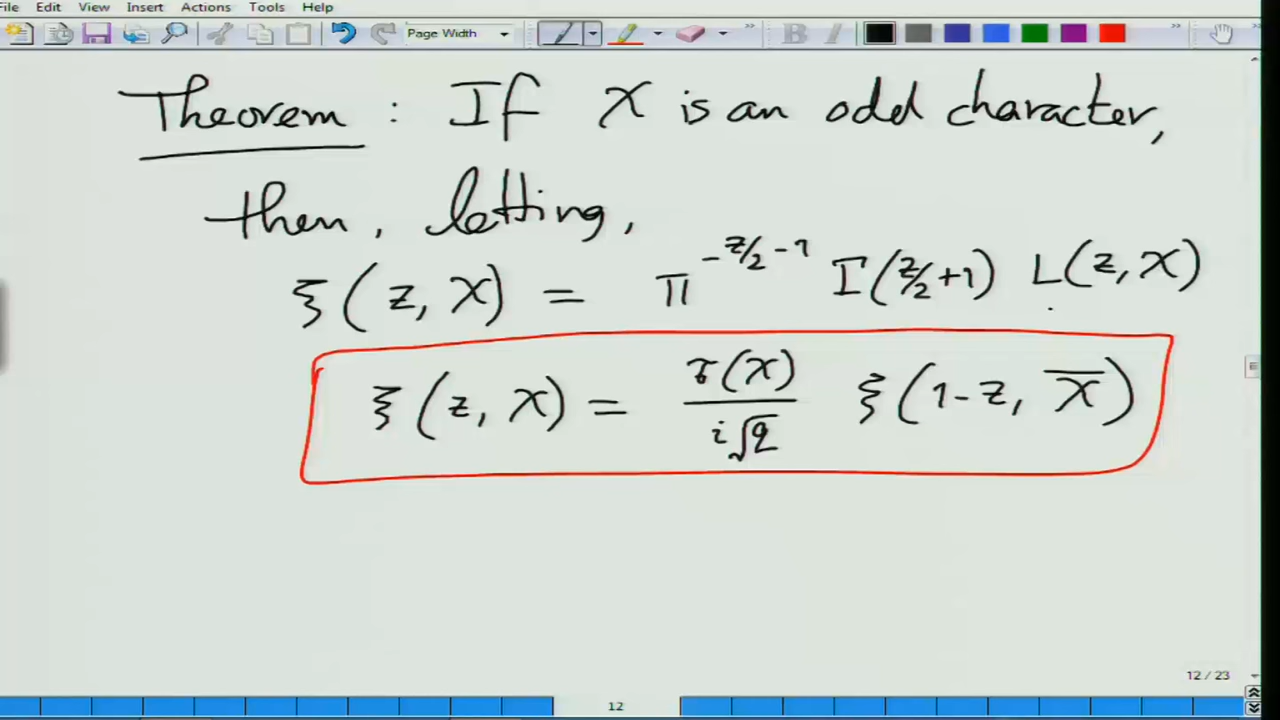 File Edit View Insert Actions Tools Help
Page Width
Theorem : If χ is an odd character,
then, letting,
ξ(z, χ) = π^{-z/2-1} Γ(z/2+1) L(z, χ)
ξ(z, χ) = τ(χ)/i√q ξ(1-z, χ̅)
12 / 23
12